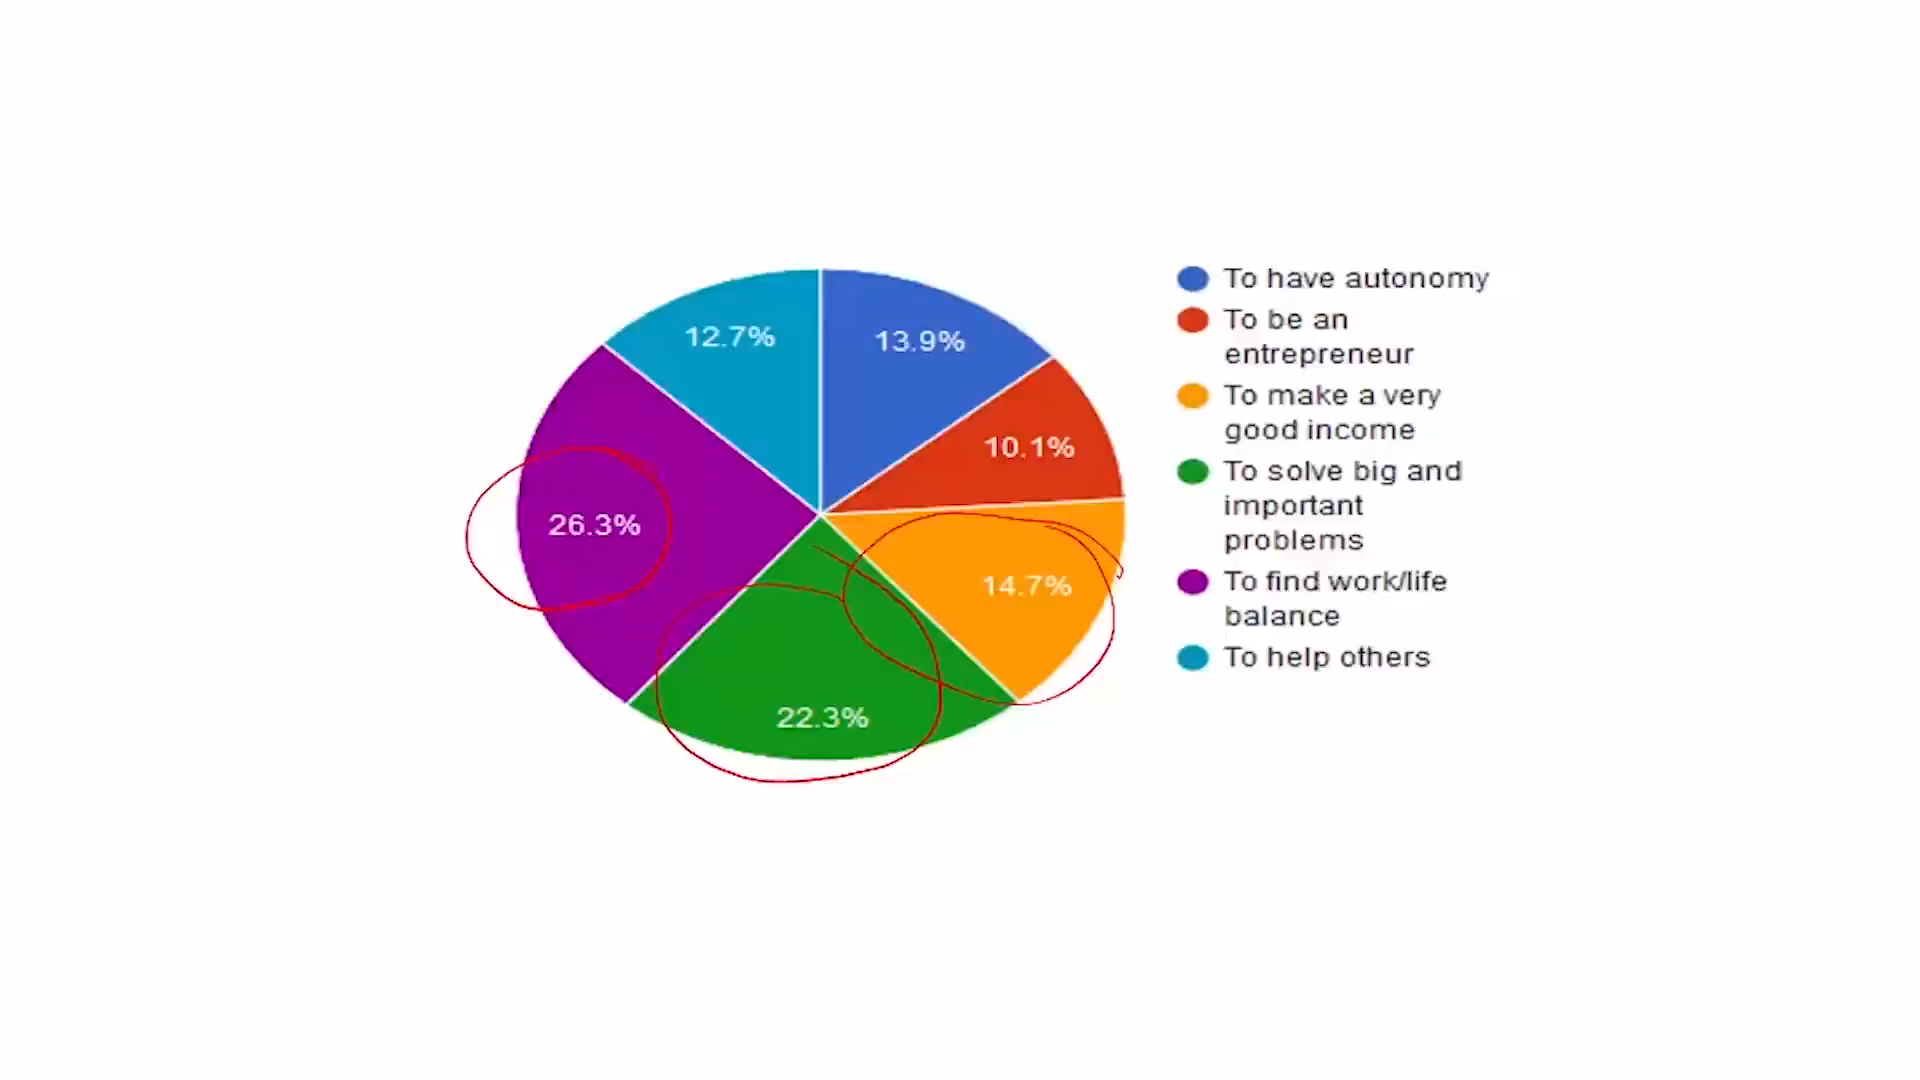 12.7%
13.9%
10.1%
26.3%
14.7%
22.3%
To have autonomy
To be an
entrepreneur
To make a very
good income
To solve big and
important
problems
To find work/life
balance
To help others